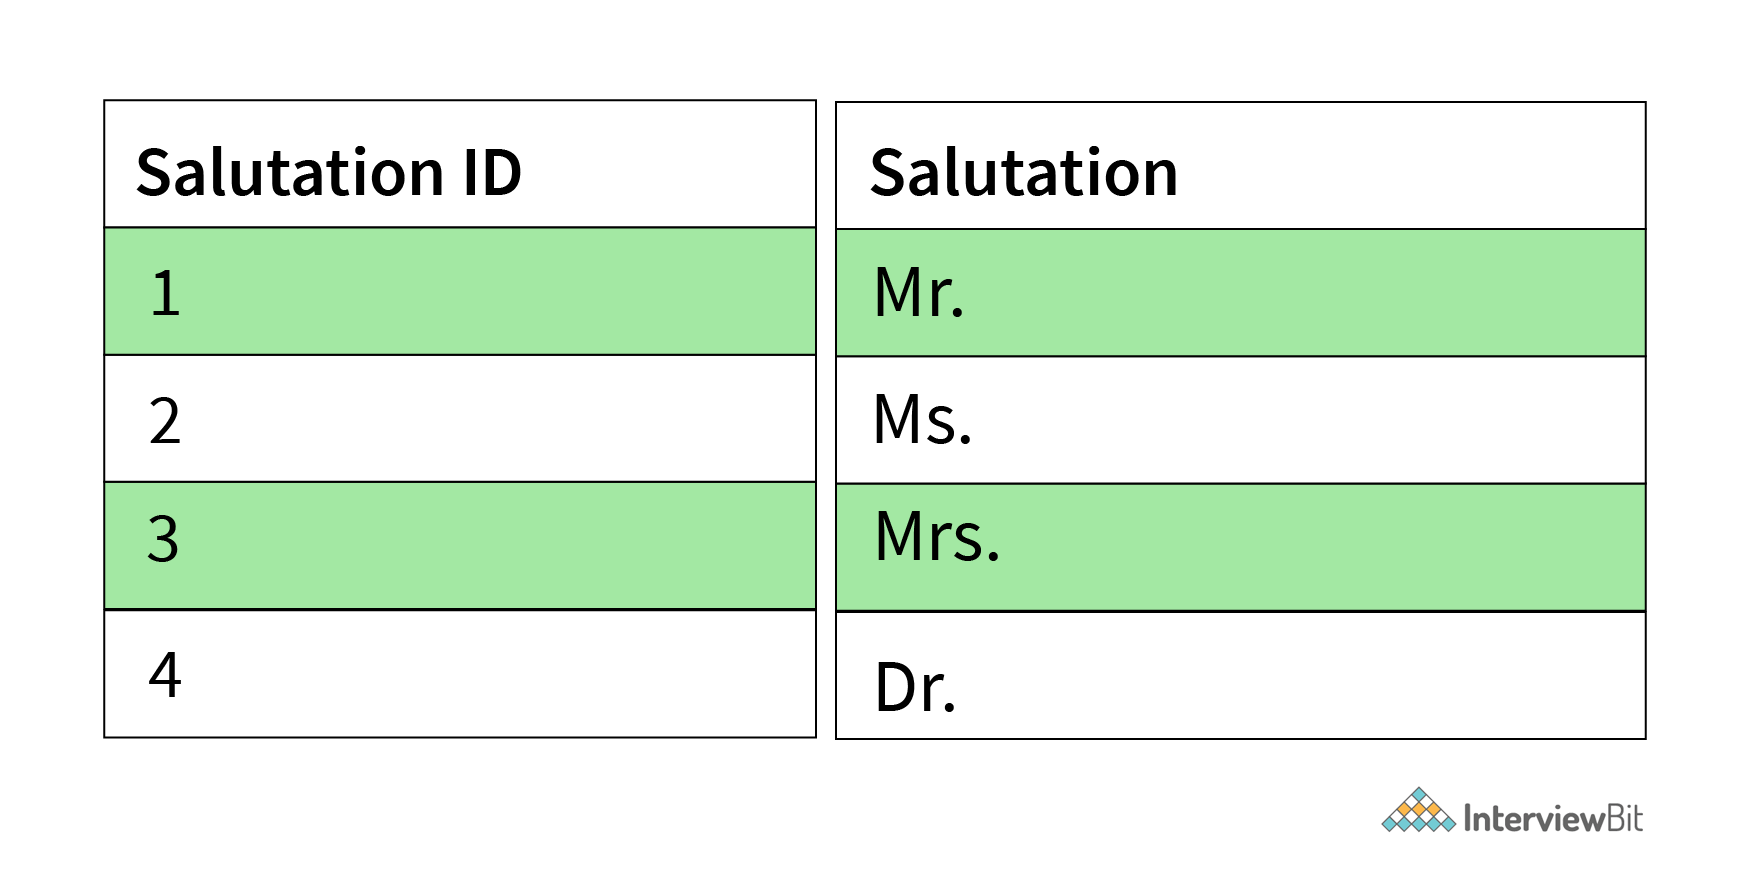 Salutation ID Salutation
1 Mr.
2 Ms.
3 Mrs.
4 Dr.
InterviewBit